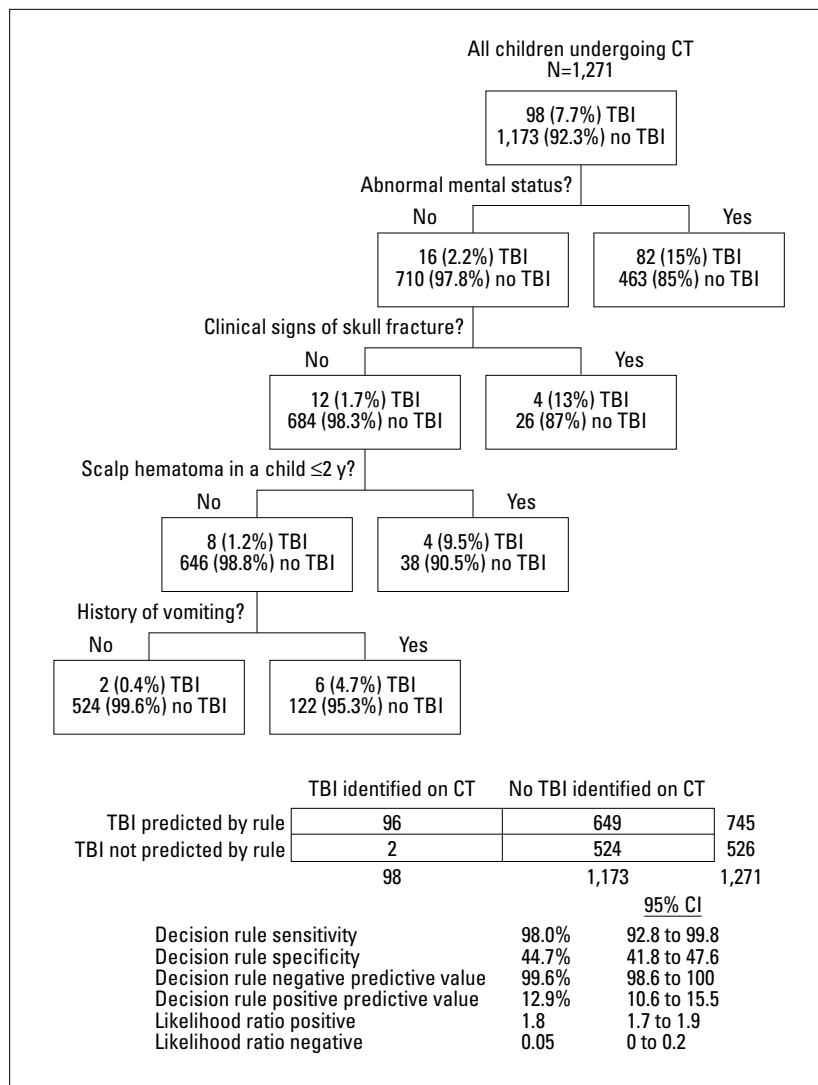 All children undergoing CT
N=1,271
98 (7.7%) TBI
1,173 (92.3%) no TBI
Abnormal mental status?
No Yes
16 (2.2%) TBI 82 (15%) TBI
710 (97.8%) no TBI 463 (85%) no TBI
Clinical signs of skull fracture?
No Yes
12 (1.7%) TBI 4 (13%) TBI
684 (98.3%) no TBI 26 (87%) no TBI
Scalp hematoma in a child ≤2 y?
No Yes
8 (1.2%) TBI 4 (9.5%) TBI
646 (98.8%) no TBI 38 (90.5%) no TBI
History of vomiting?
No Yes
2 (0.4%) TBI 6 (4.7%) TBI
524 (99.6%) no TBI 122 (95.3%) no TBI
TBI identified on CT No TBI identified on CT
TBI predicted by rule 96 649 745
TBI not predicted by rule 2 524 526
98 1,173 1,271
95% CI
Decision rule sensitivity 98.0% 92.8 to 99.8
Decision rule specificity 44.7% 41.8 to 47.6
Decision rule negative predictive value 99.6% 98.6 to 100
Decision rule positive predictive value 12.9% 10.6 to 15.5
Likelihood ratio positive 1.8 1.7 to 1.9
Likelihood ratio negative 0.05 0 to 0.2